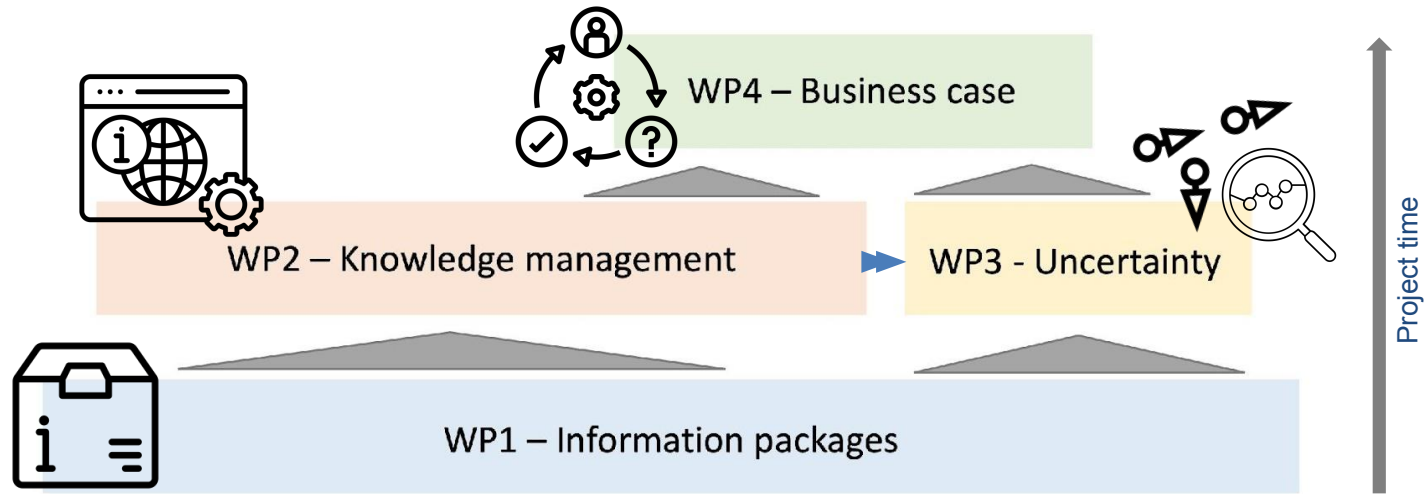 WP4 – Business case
WP2 – Knowledge management
WP3 - Uncertainty
WP1 – Information packages
Project time
i
?
i